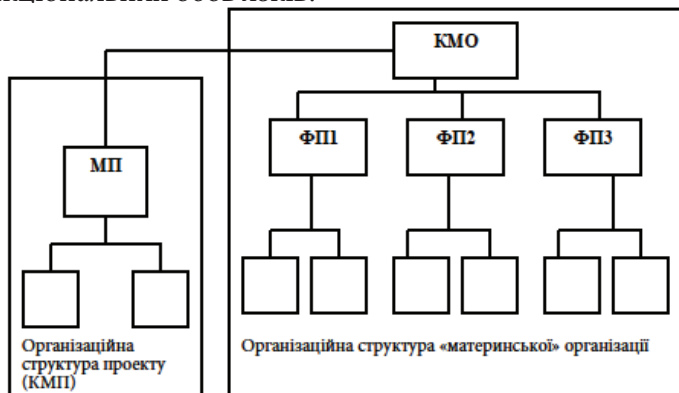 КМО
МП
ФП1
ФП2
ФП3
Організаційна
структура проекту
(КМП)
Організаційна структура «материнської» організації